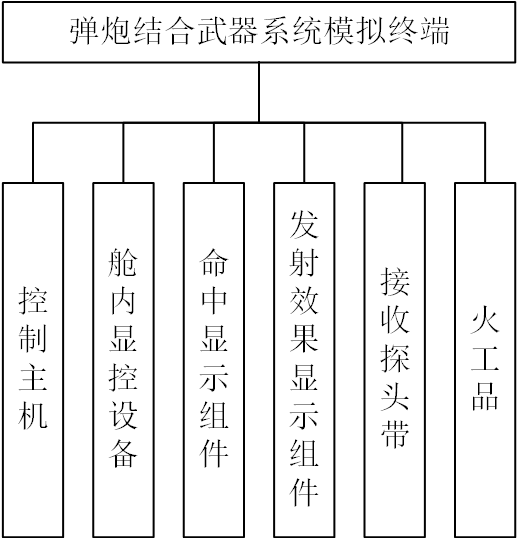 弹炮结合武器系统模拟终端
控制主机
舱内显控设备
命中显示组件
发射效果显示组件
接收探头带
火工品